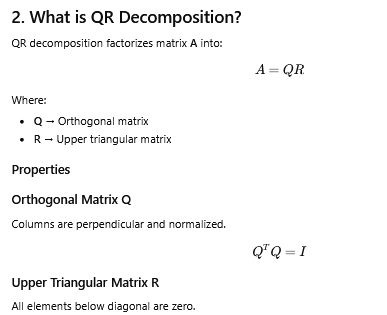 2. What is QR Decomposition?
QR decomposition factorizes matrix A into:
A = QR
Where:
• Q → Orthogonal matrix
• R → Upper triangular matrix
Properties
Orthogonal Matrix Q
Columns are perpendicular and normalized.
Qᵀ Q = I
Upper Triangular Matrix R
All elements below diagonal are zero.